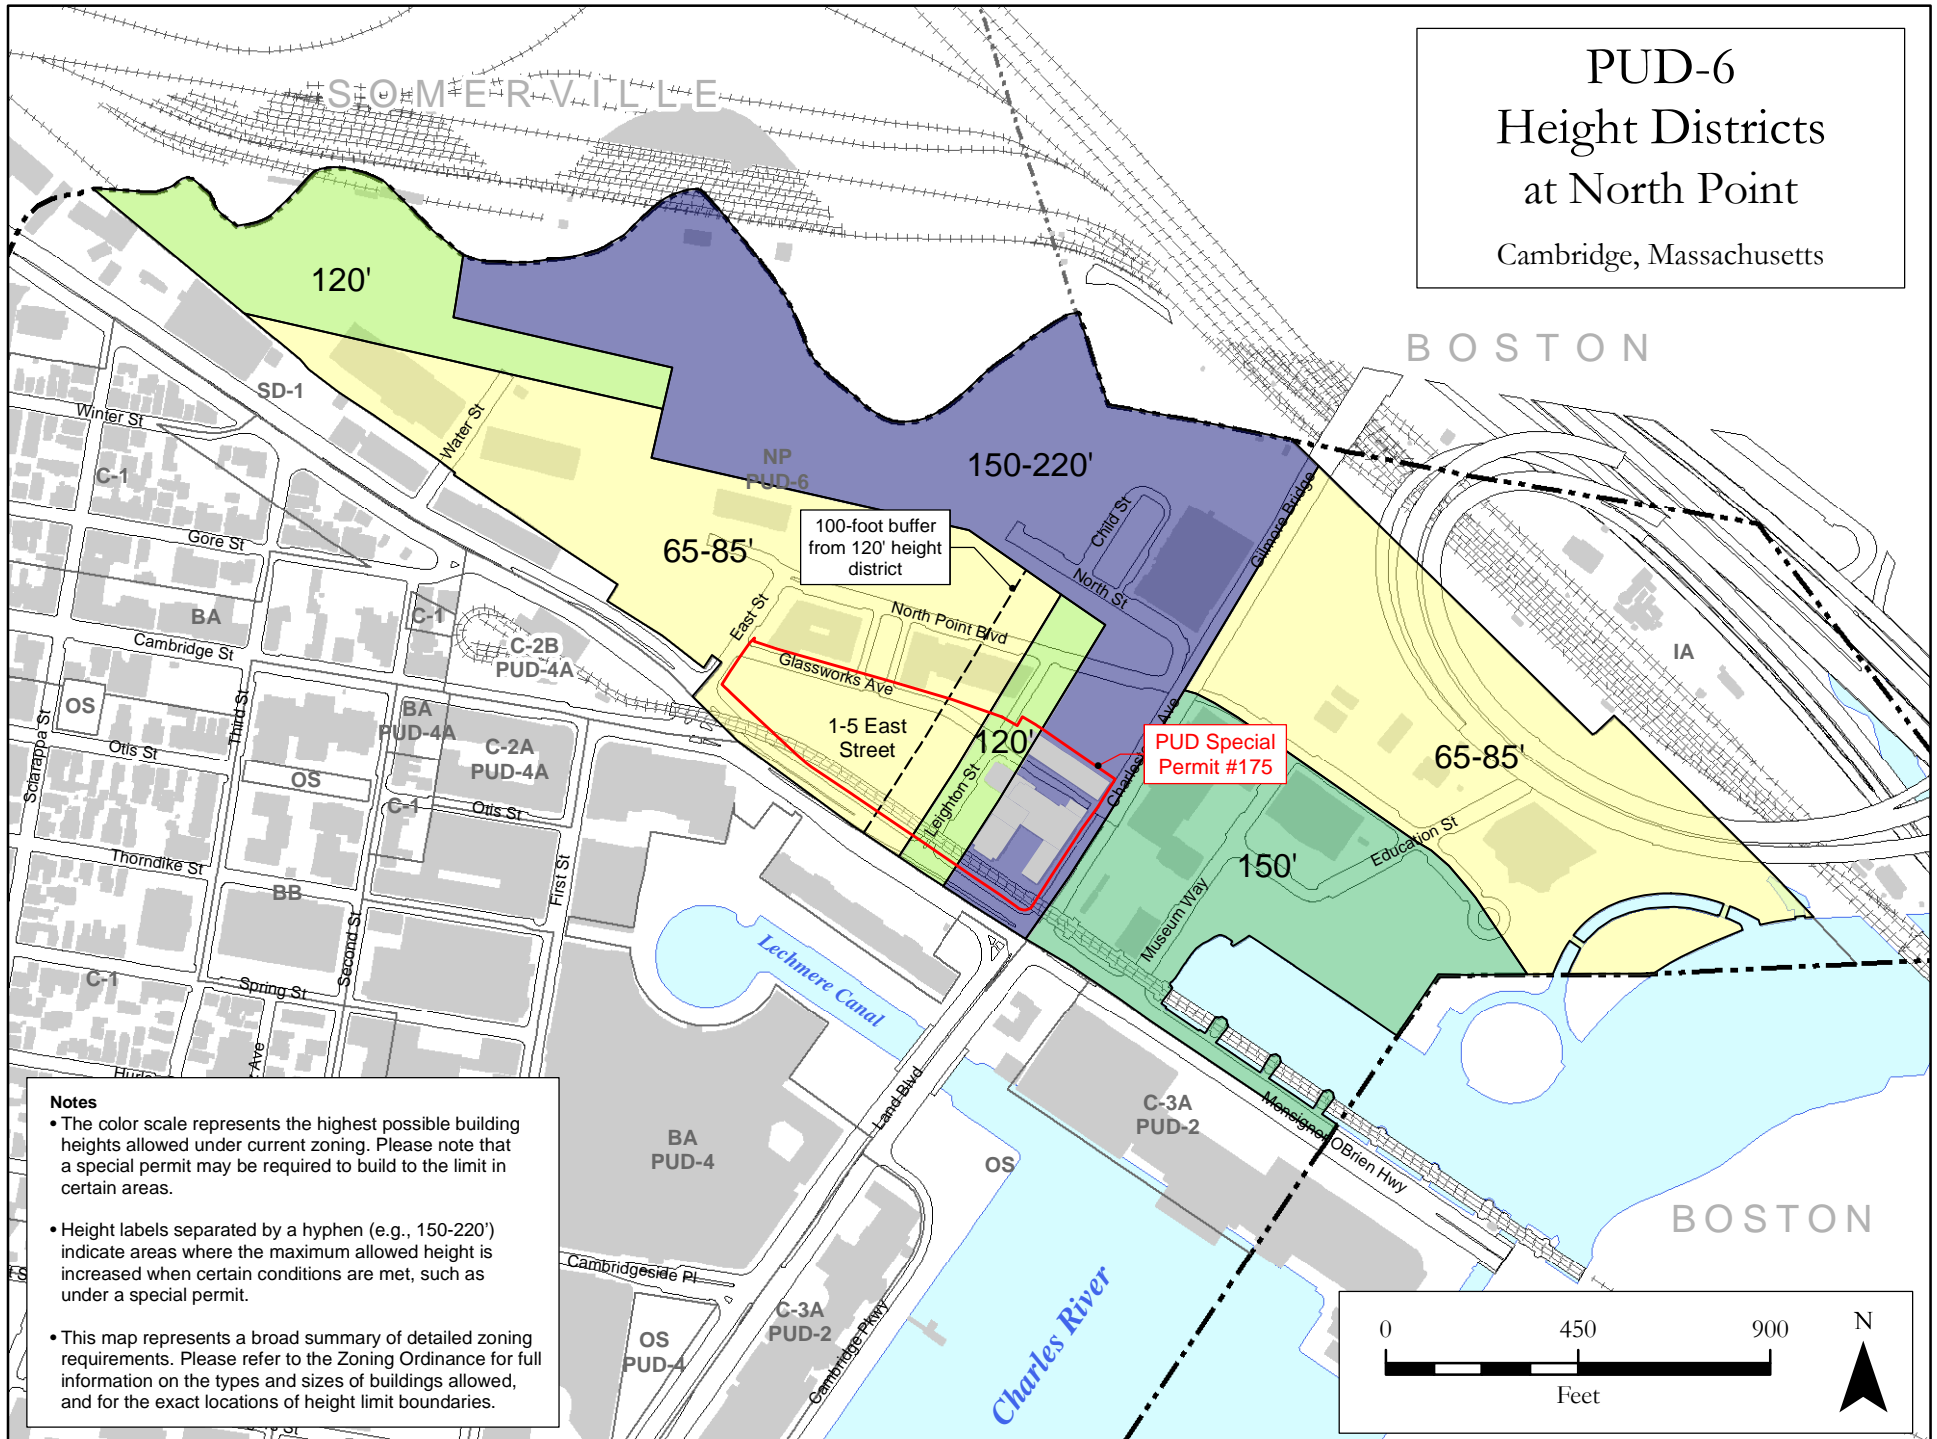 PUD-6
Height Districts
at North Point
Cambridge, Massachusetts
SOMERVILLE
BOSTON
120'
SD-1
Winter St
Water St
C-1
NP
PUD-6
150-220'
Child St
Gilmore Bridge
100-foot buffer
from 120' height
district
65-85'
Gore St
North St
North Point Blvd
East St
BA
C-1
C-2B
PUD-4A
Cambridge St
IA
Glassworks Ave
OS
Third St
BA
PUD-4A
1-5 East
Street
120'
PUD Special
Permit #175
65-85'
Sciarappa St
Otis St
C-2A
PUD-4A
OS
C-1
Otis St
Leighton St
Education St
150'
Thorndike St
First St
BB
Second St
Museum Way
Lechmere Canal
C-1
Spring St
Land Blvd
C-3A
PUD-2
Monsignor OBrien Hwy
BA
PUD-4
OS
BOSTON
Notes
• The color scale represents the highest possible building
heights allowed under current zoning. Please note that
a special permit may be required to build to the limit in
certain areas.
• Height labels separated by a hyphen (e.g., 150-220')
indicate areas where the maximum allowed height is
increased when certain conditions are met, such as
under a special permit.
• This map represents a broad summary of detailed zoning
requirements. Please refer to the Zoning Ordinance for full
information on the types and sizes of buildings allowed,
and for the exact locations of height limit boundaries.
Cambridgeside Pl
C-3A
PUD-2
OS
PUD-4
Cambridge Pkwy
Charles River
0 450 900
Feet
N